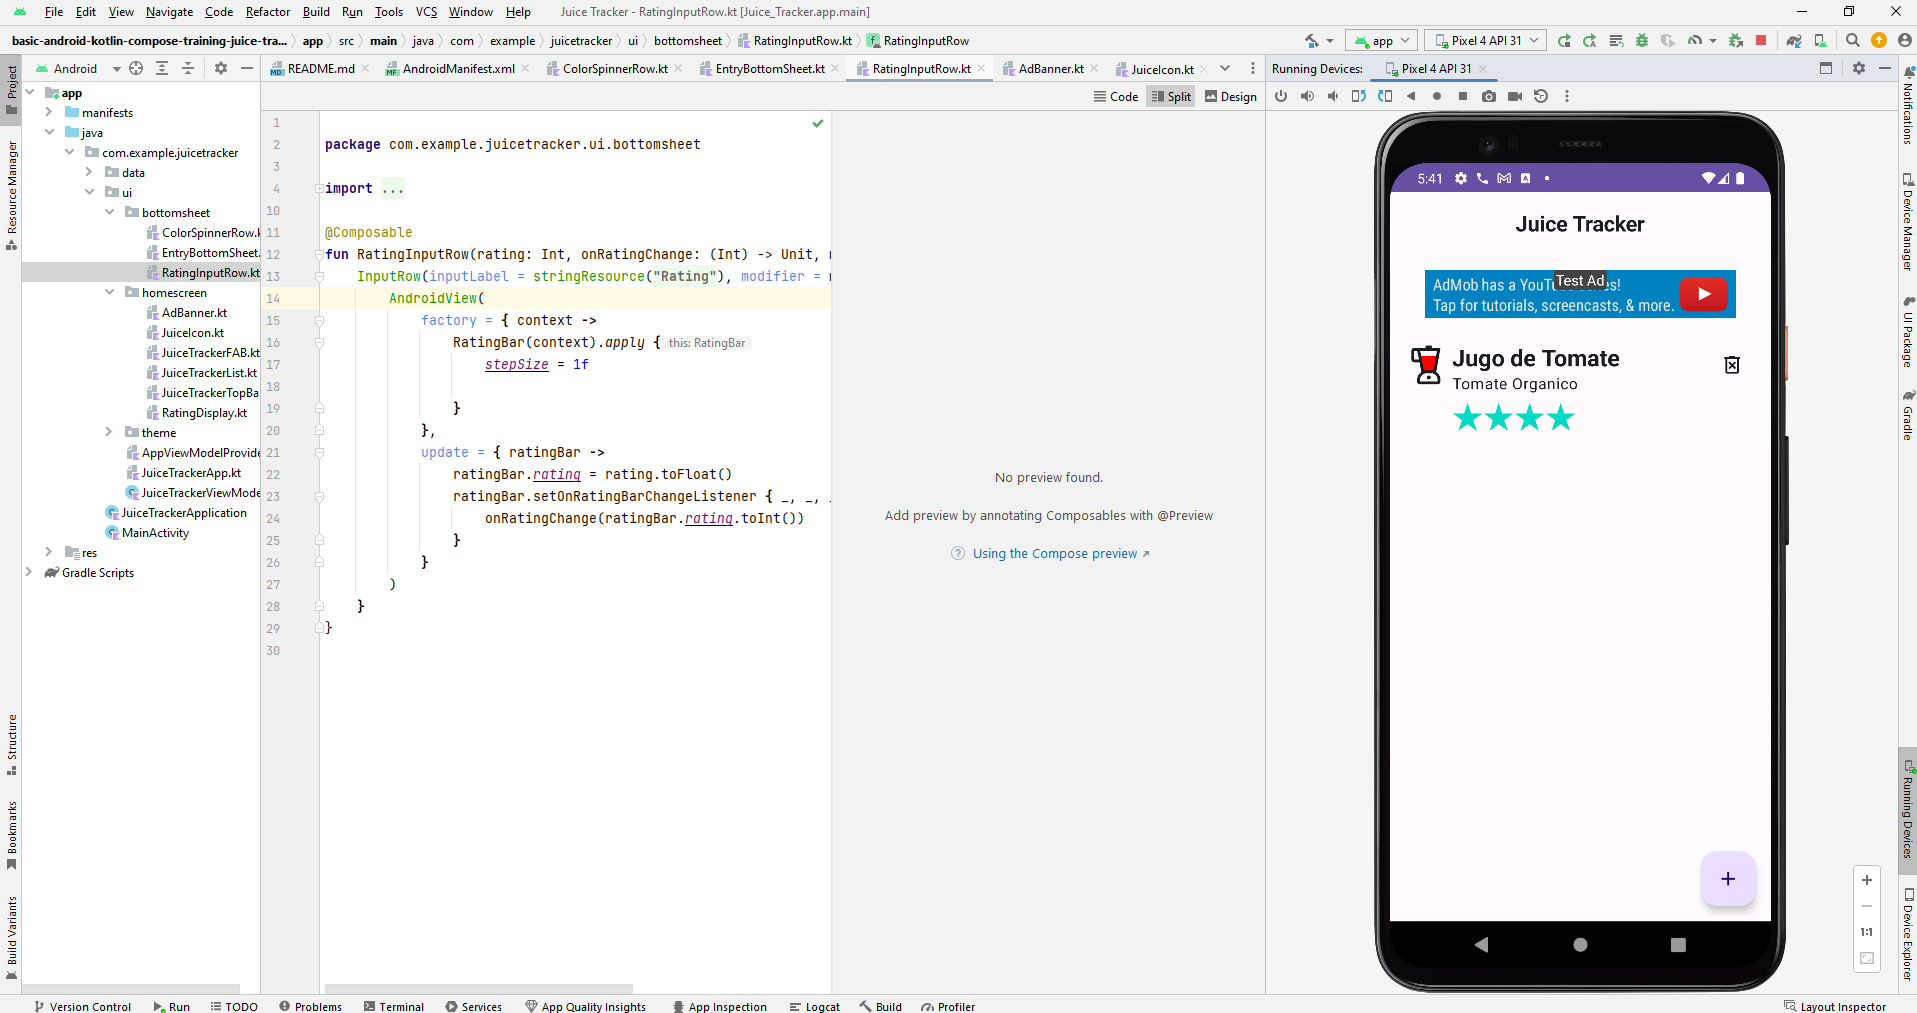 File Edit View Navigate Code Refactor Build Run Tools VCS Window Help Juice Tracker - RatingInputRow.kt [Juice_Tracker.app.main]
basic-android-kotlin-compose-training-juice-tra... app src main java com example juicetracker ui bottomsheet RatingInputRow.kt RatingInputRow app Pixel 4 API 31
Android README.md AndroidManifest.xml ColorSpinnerRow.kt EntryBottomSheet.kt RatingInputRow.kt AdBanner.kt JuiceIcon.kt Running Devices: Pixel 4 API 31
Code Split Design
Project
Resource Manager
Structure
Bookmarks
Build Variants
app
manifests
java
com.example.juicetracker
data
ui
bottomsheet
ColorSpinnerRow.k
EntryBottomSheet.
RatingInputRow.kt
homescreen
AdBanner.kt
JuiceIcon.kt
JuiceTrackerFAB.kt
JuiceTrackerList.kt
JuiceTrackerTopBa
RatingDisplay.kt
theme
AppViewModelProvide
JuiceTrackerApp.kt
JuiceTrackerViewMode
JuiceTrackerApplication
MainActivity
res
Gradle Scripts
1
2 package com.example.juicetracker.ui.bottomsheet
3
4 import ...
10
11 @Composable
12 fun RatingInputRow(rating: Int, onRatingChange: (Int) -> Unit, m
13 InputRow(inputLabel = stringResource("Rating"), modifier = m
14 AndroidView(
15 factory = { context ->
16 RatingBar(context).apply { this: RatingBar
17 stepSize = 1f
18
19 }
20 },
21 update = { ratingBar ->
22 ratingBar.rating = rating.toFloat()
23 ratingBar.setOnRatingBarChangeListener { _, _, _
24 onRatingChange(ratingBar.rating.toInt())
25 }
26 }
27 )
28 }
29 }
30
No preview found.
Add preview by annotating Composables with @Preview
Using the Compose preview ↗
5:41
Juice Tracker
AdMob has a YouTu
Test Ad
es!
Tap for tutorials, screencasts, & more.
Jugo de Tomate
Tomate Organico
+
+
−
1:1
Notifications
Device Manager
UI Package
Gradle
Running Devices
Device Explorer
Version Control Run TODO Problems Terminal Services App Quality Insights App Inspection Logcat Build Profiler Layout Inspector